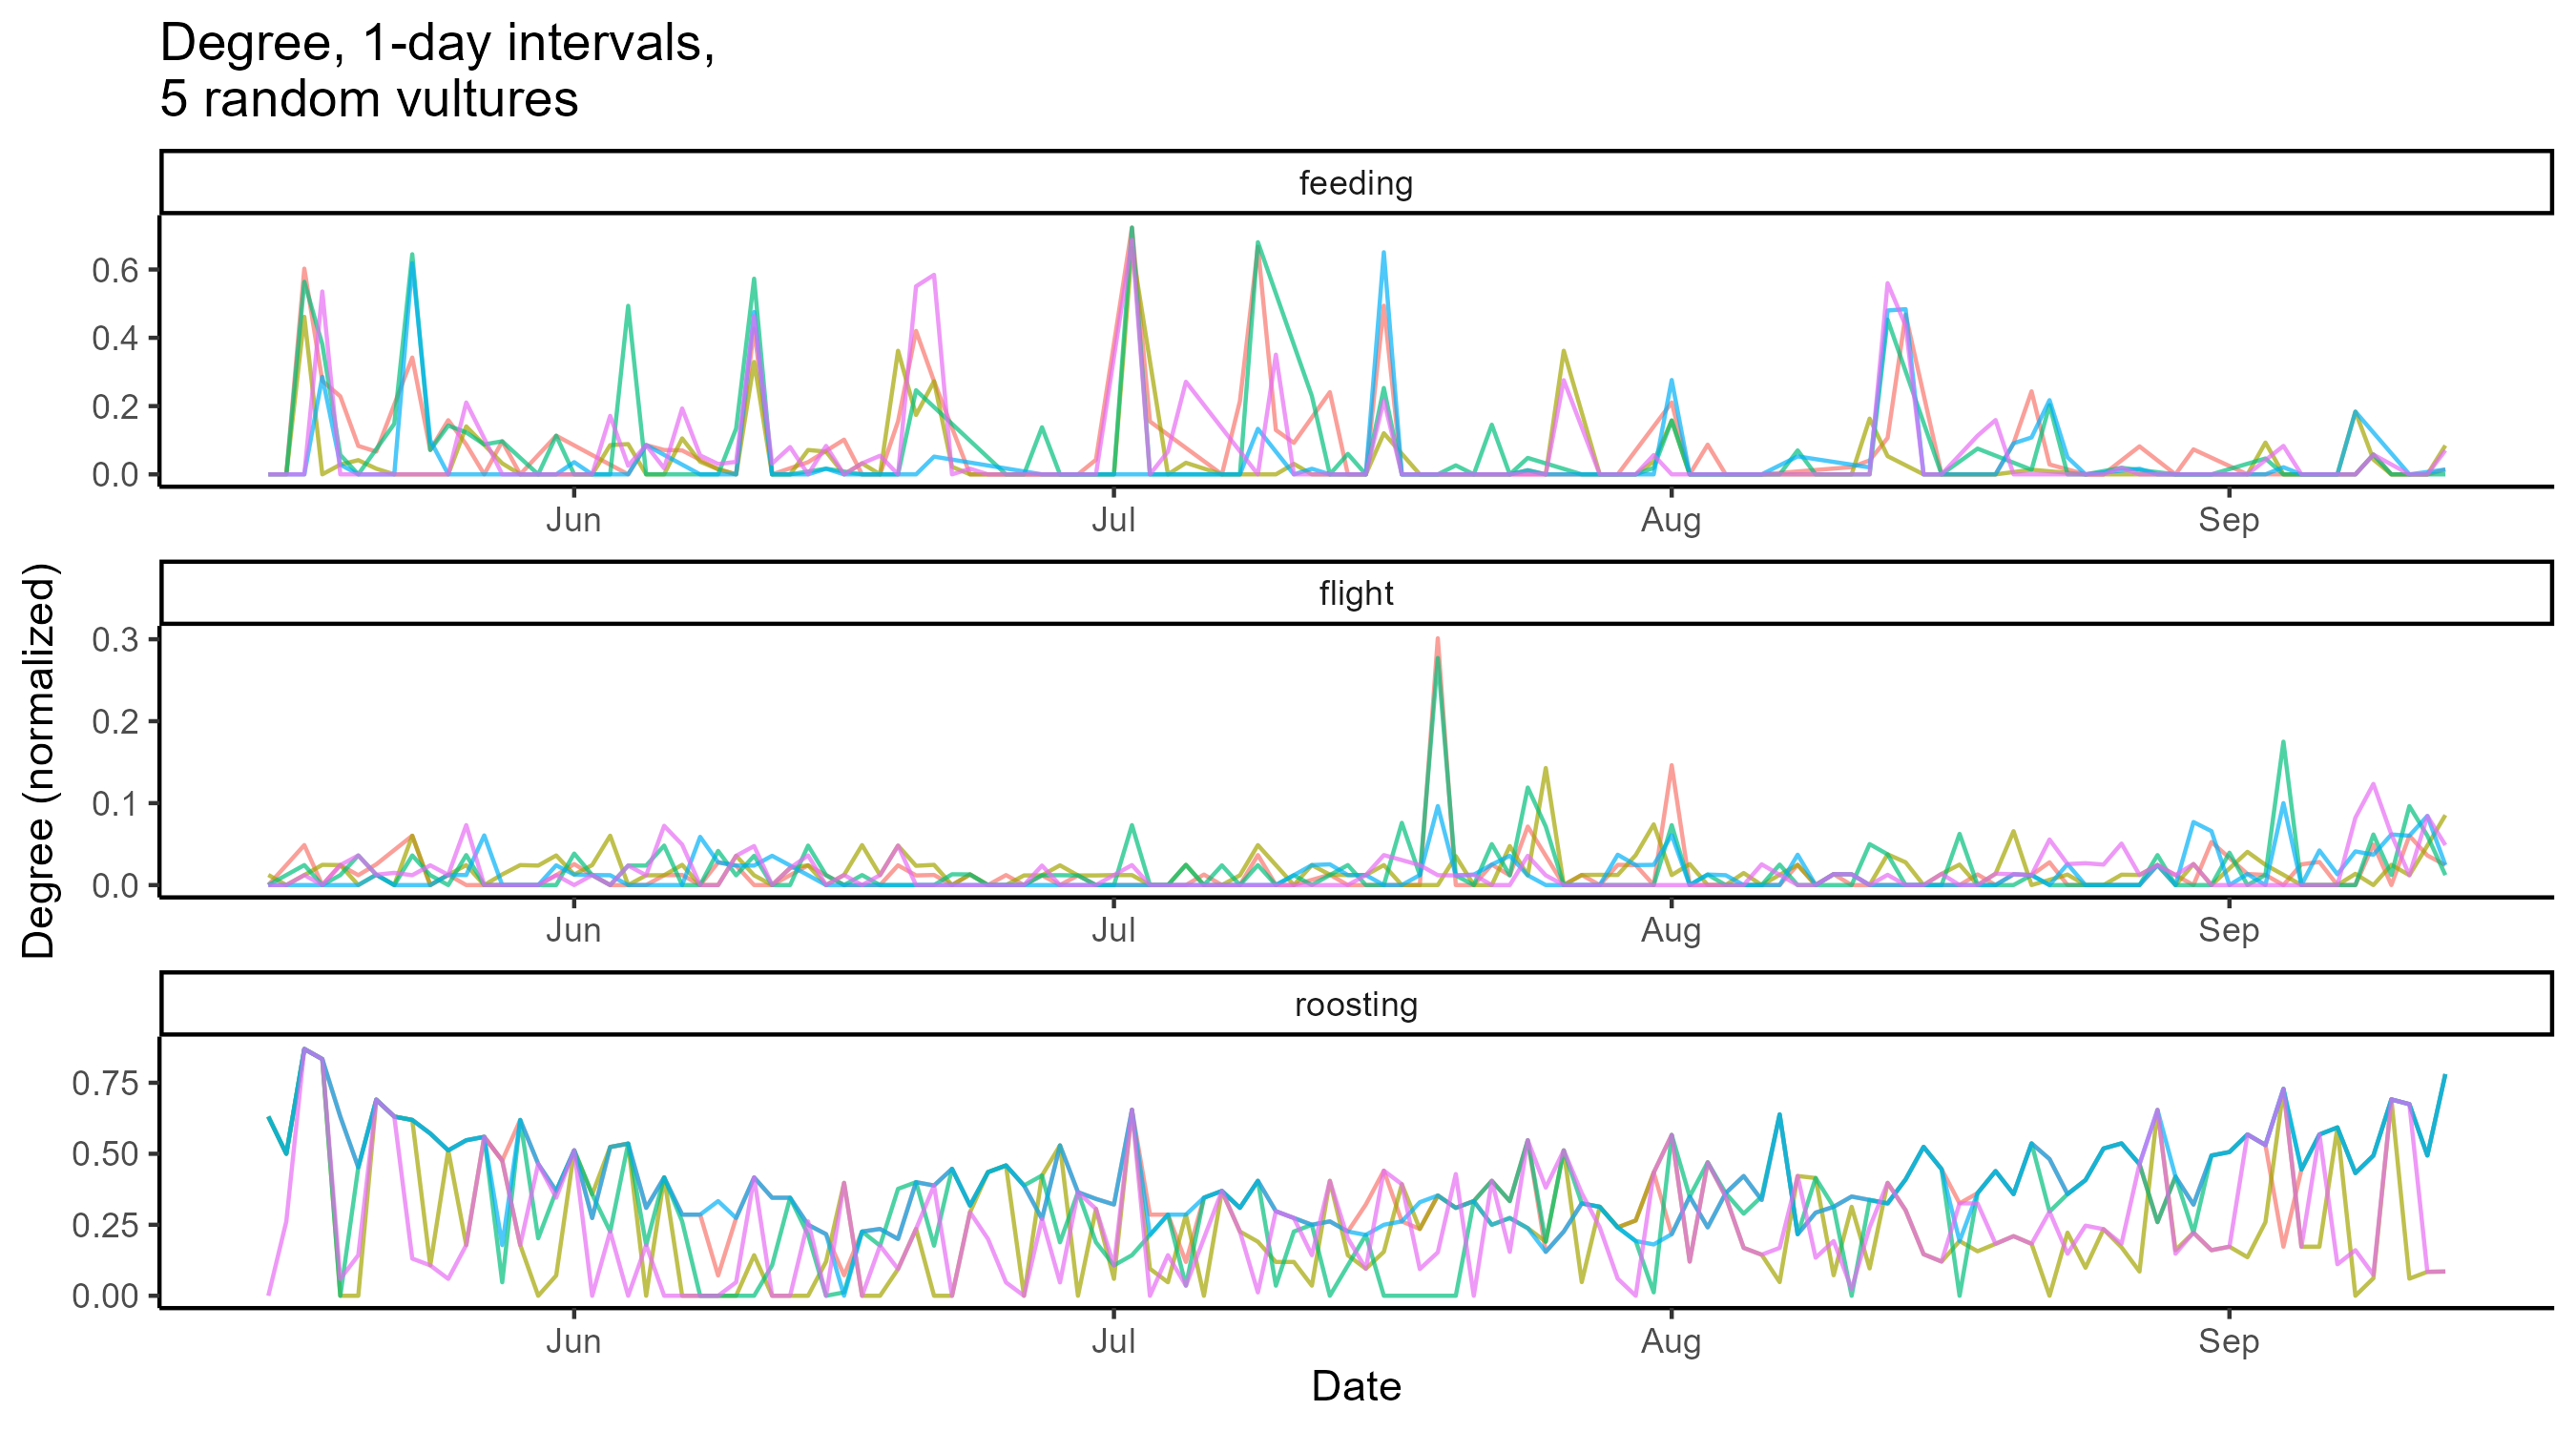 Degree, 1-day intervals,
5 random vultures
feeding
0.6
0.4
0.2
0.0
Jun Jul Aug Sep
Degree (normalized)
flight
0.3
0.2
0.1
0.0
Jun Jul Aug Sep
roosting
0.75
0.50
0.25
0.00
Jun Jul Aug Sep
Date